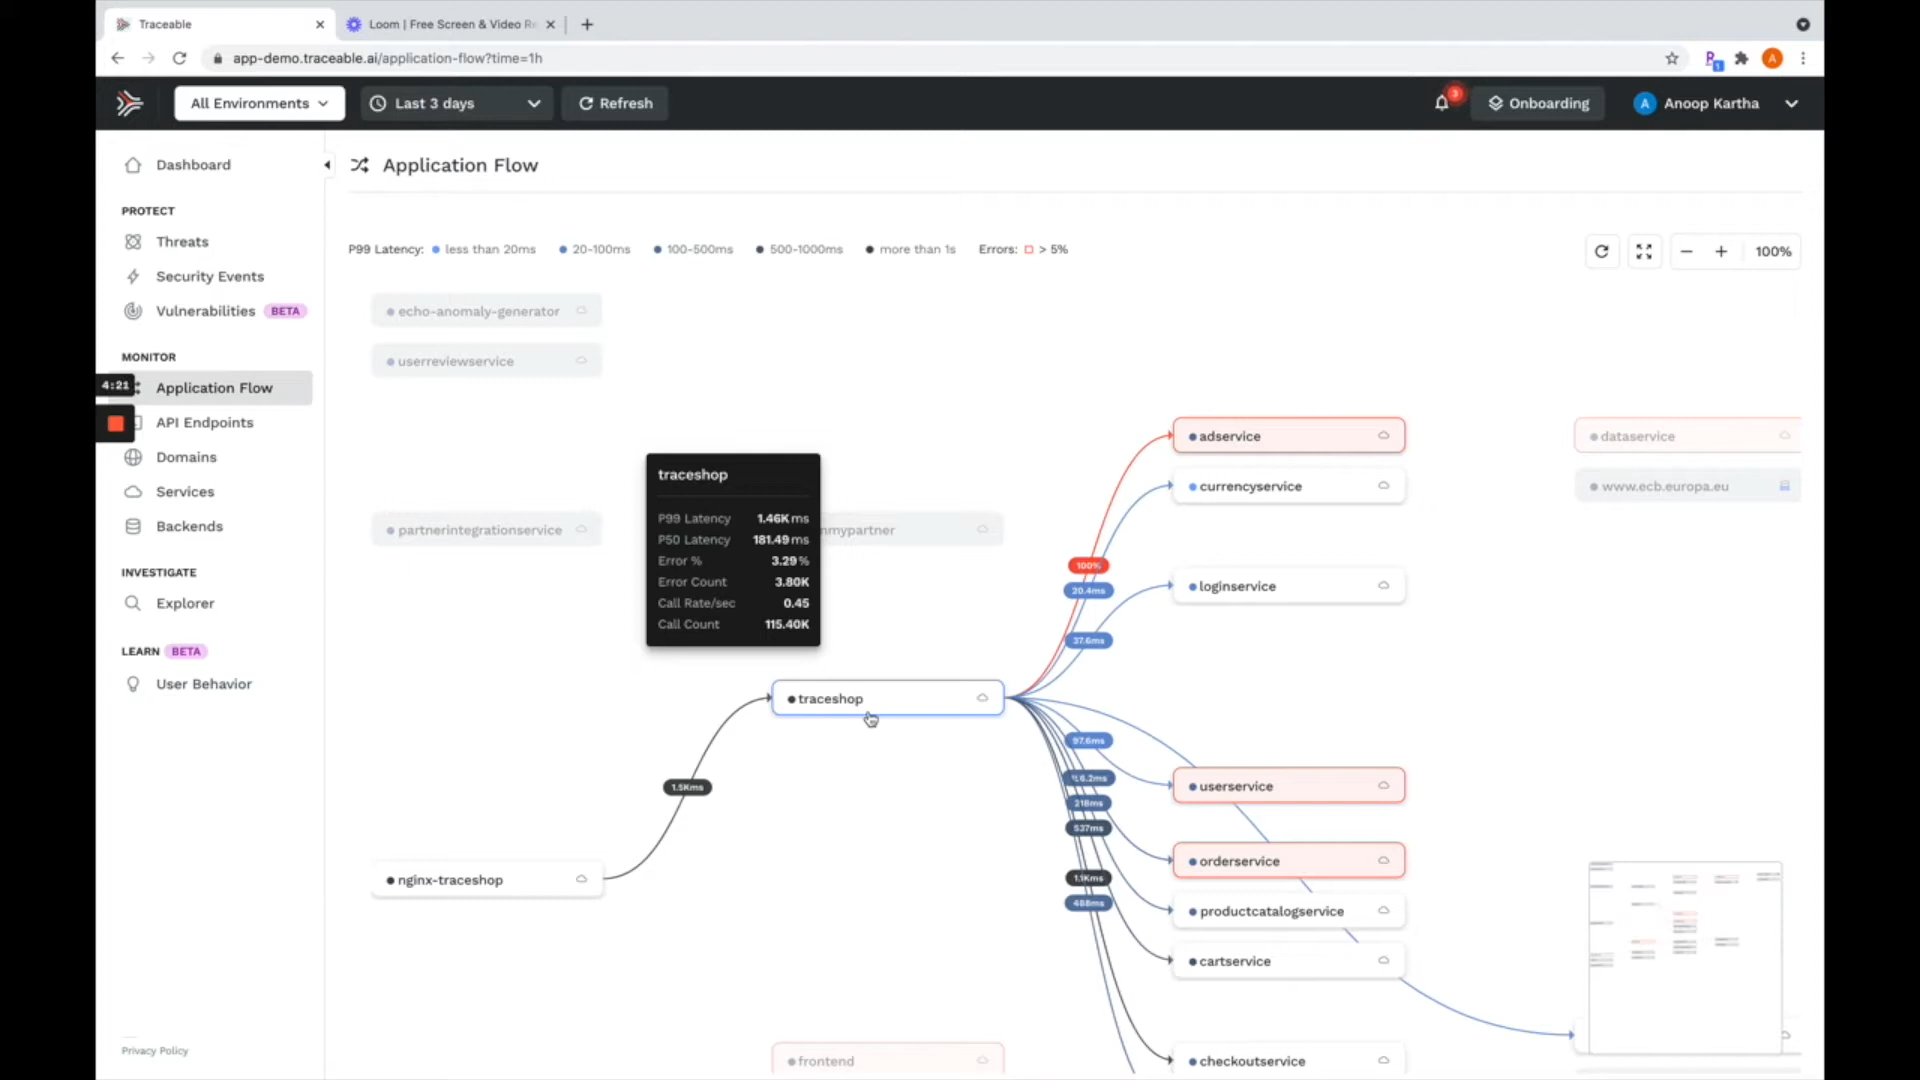 Traceable
Loom | Free Screen & Video Re
app-demo.traceable.ai/application-flow?time=1h
1
A
All Environments
Last 3 days
Refresh
3
Onboarding
A
Anoop Kartha
Dashboard
PROTECT
Threats
Security Events
Vulnerabilities BETA
MONITOR
4:21
Application Flow
API Endpoints
Domains
Services
Backends
INVESTIGATE
Explorer
LEARN BETA
User Behavior
Privacy Policy
Application Flow
P99 Latency: less than 20ms 20-100ms 100-500ms 500-1000ms more than 1s Errors: > 5%
100%
echo-anomaly-generator
userreviewservice
partnerintegrationservice
nmypartner
traceshop
P99 Latency 1.46K ms
P50 Latency 181.49 ms
Error % 3.29 %
Error Count 3.80K
Call Rate/sec 0.45
Call Count 115.40K
traceshop
1.5Kms
nginx-traceshop
frontend
100%
20.4ms
37.6ms
97.6ms
218ms
537ms
1.1Kms
488ms
adservice
currencyservice
loginservice
userservice
orderservice
productcatalogservice
cartservice
checkoutservice
dataservice
www.ecb.europa.eu